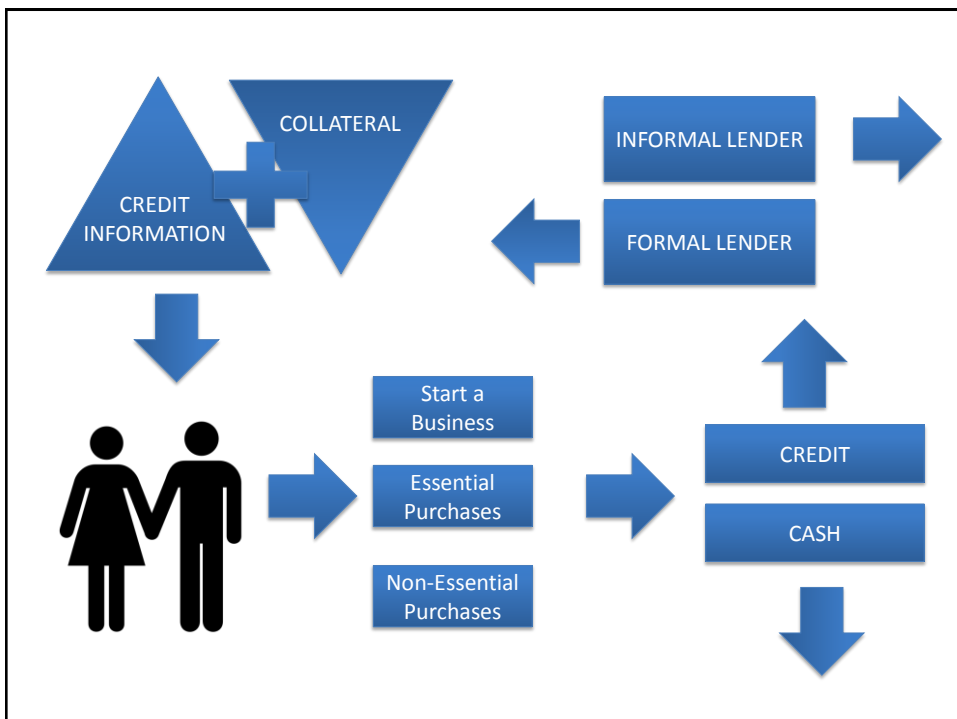 COLLATERAL
CREDIT
INFORMATION
INFORMAL LENDER
FORMAL LENDER
Start a
Business
Essential
Purchases
Non-Essential
Purchases
CREDIT
CASH